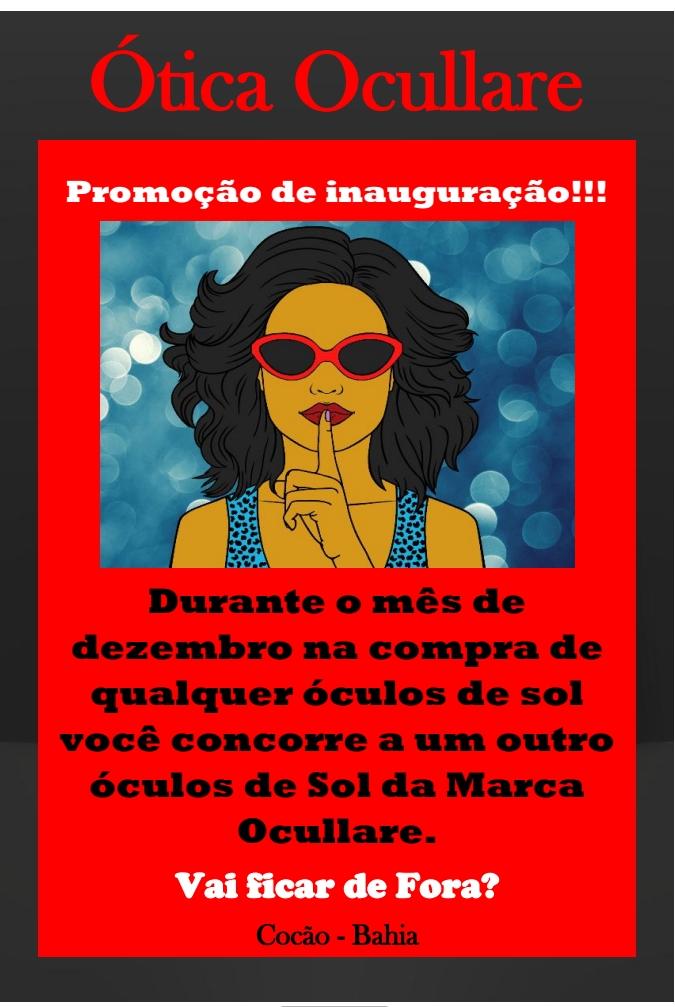 Ótica Ocullare
Promoção de inauguração!!!
Durante o mês de
dezembro na compra de
qualquer óculos de sol
você concorre a um outro
óculos de Sol da Marca
Ocullare.
Vai ficar de Fora?
Cocão - Bahia